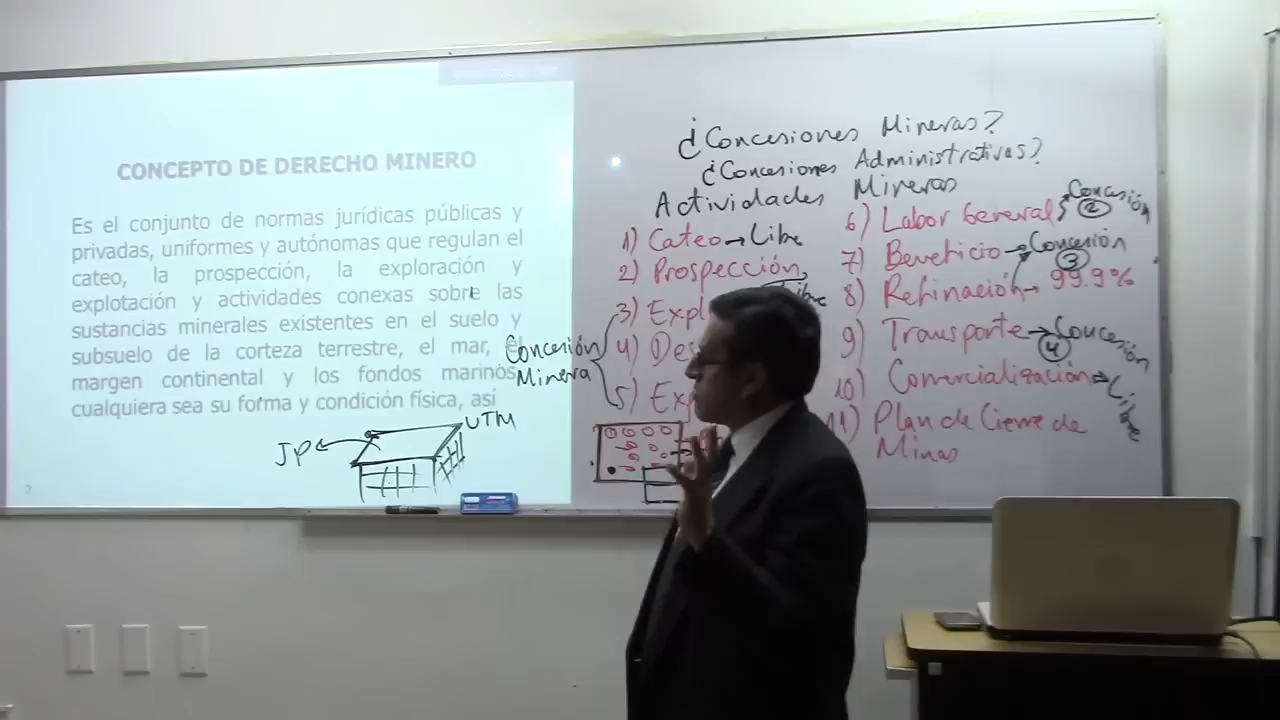 CONCEPTO DE DERECHO MINERO
Es el conjunto de normas jurídicas públicas y
privadas, uniformes y autónomas que regulan el
cateo, la prospección, la exploración y
explotación y actividades conexas sobre las
sustancias minerales existentes en el suelo y
subsuelo de la corteza terrestre, el mar, el
margen continental y los fondos marinos
cualquiera sea su forma y condición física, así
JP
UTM
¿Concesiones Mineras?
¿Concesiones Administrativas?
Actividades Mineras
1) Cateo → Libre
2) Prospección
3) Expl
4) Des
5) Exp
Concesión
Minera
6) Labor General
Concesión
2
7) Beneficio → Concesión
3
8) Refinación → 99.9%
9) Transporte → Concesión
4
10) Comercialización → Libre
11) Plan de Cierre de
Minas